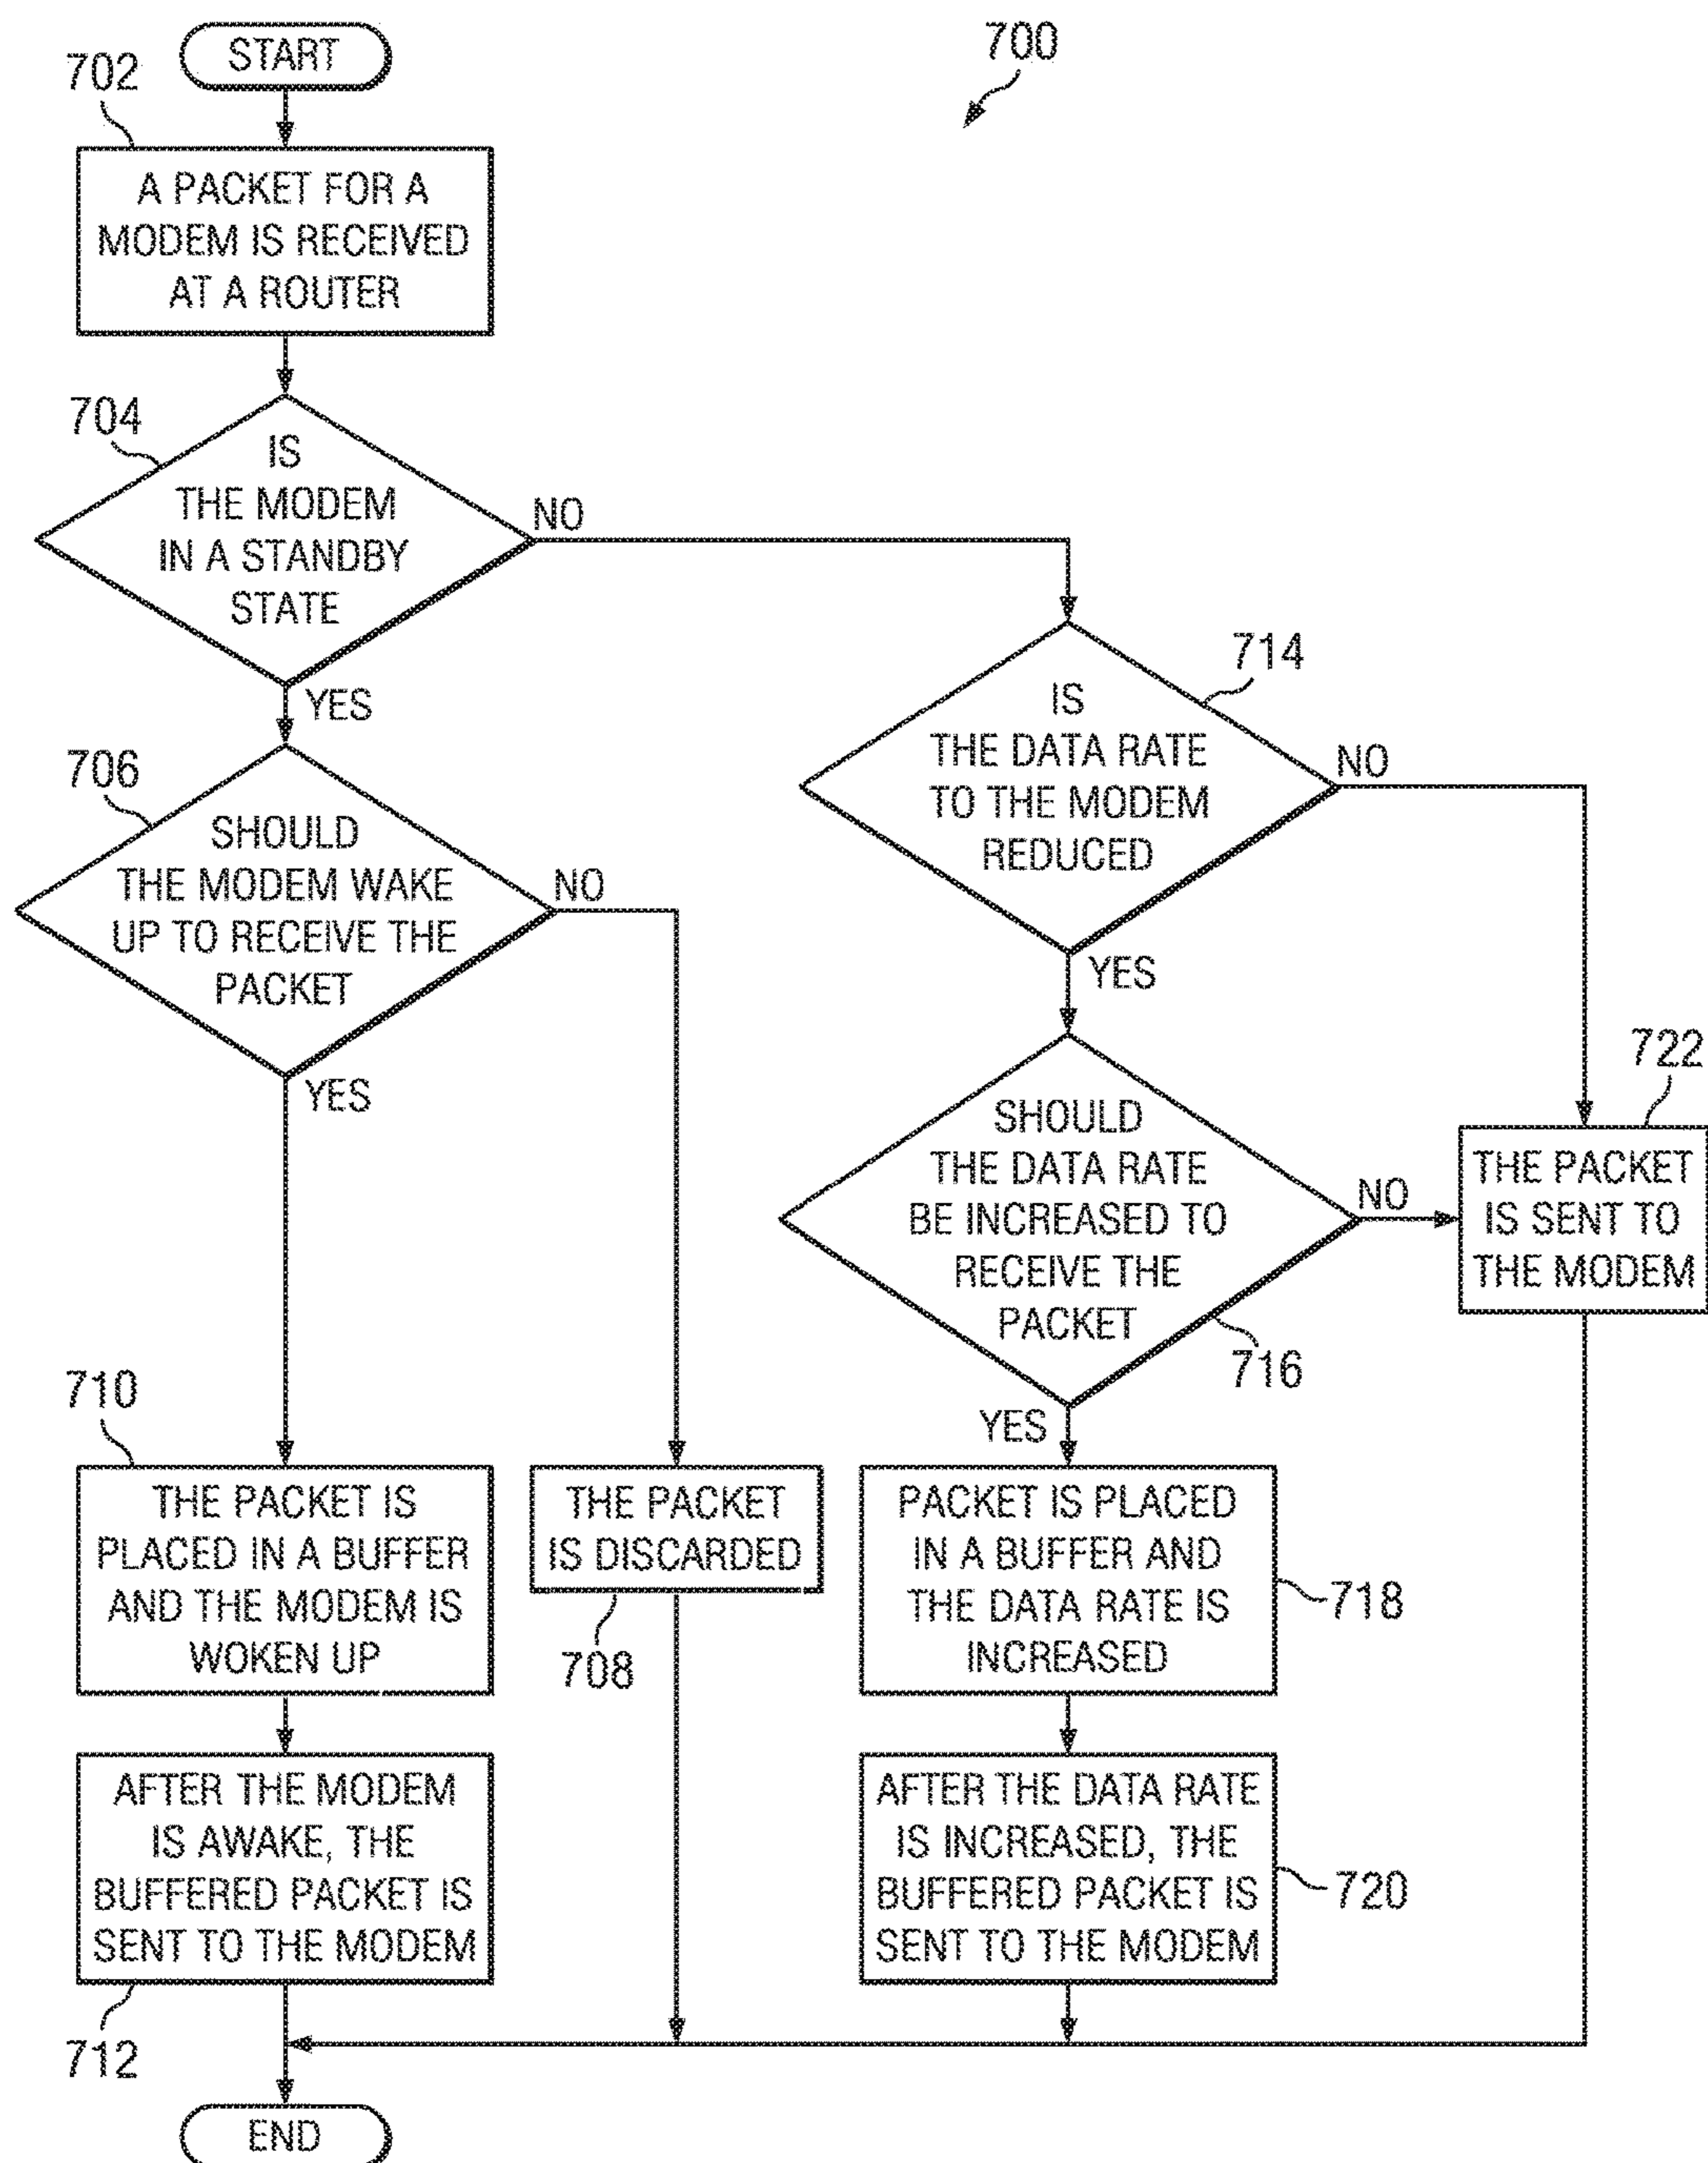 700
START
702
A PACKET FOR A
MODEM IS RECEIVED
AT A ROUTER
704
IS
THE MODEM
IN A STANDBY
STATE
NO
YES
714
IS
THE DATA RATE
TO THE MODEM
REDUCED
NO
YES
706
SHOULD
THE MODEM WAKE
UP TO RECEIVE THE
PACKET
NO
YES
722
THE PACKET
IS SENT TO
THE MODEM
SHOULD
THE DATA RATE
BE INCREASED TO
RECEIVE THE
PACKET
NO
716
YES
710
THE PACKET IS
PLACED IN A BUFFER
AND THE MODEM IS
WOKEN UP
THE PACKET
IS DISCARDED
708
PACKET IS PLACED
IN A BUFFER AND
THE DATA RATE IS
INCREASED
718
AFTER THE MODEM
IS AWAKE, THE
BUFFERED PACKET IS
SENT TO THE MODEM
712
AFTER THE DATA RATE
IS INCREASED, THE
BUFFERED PACKET IS
SENT TO THE MODEM
720
END